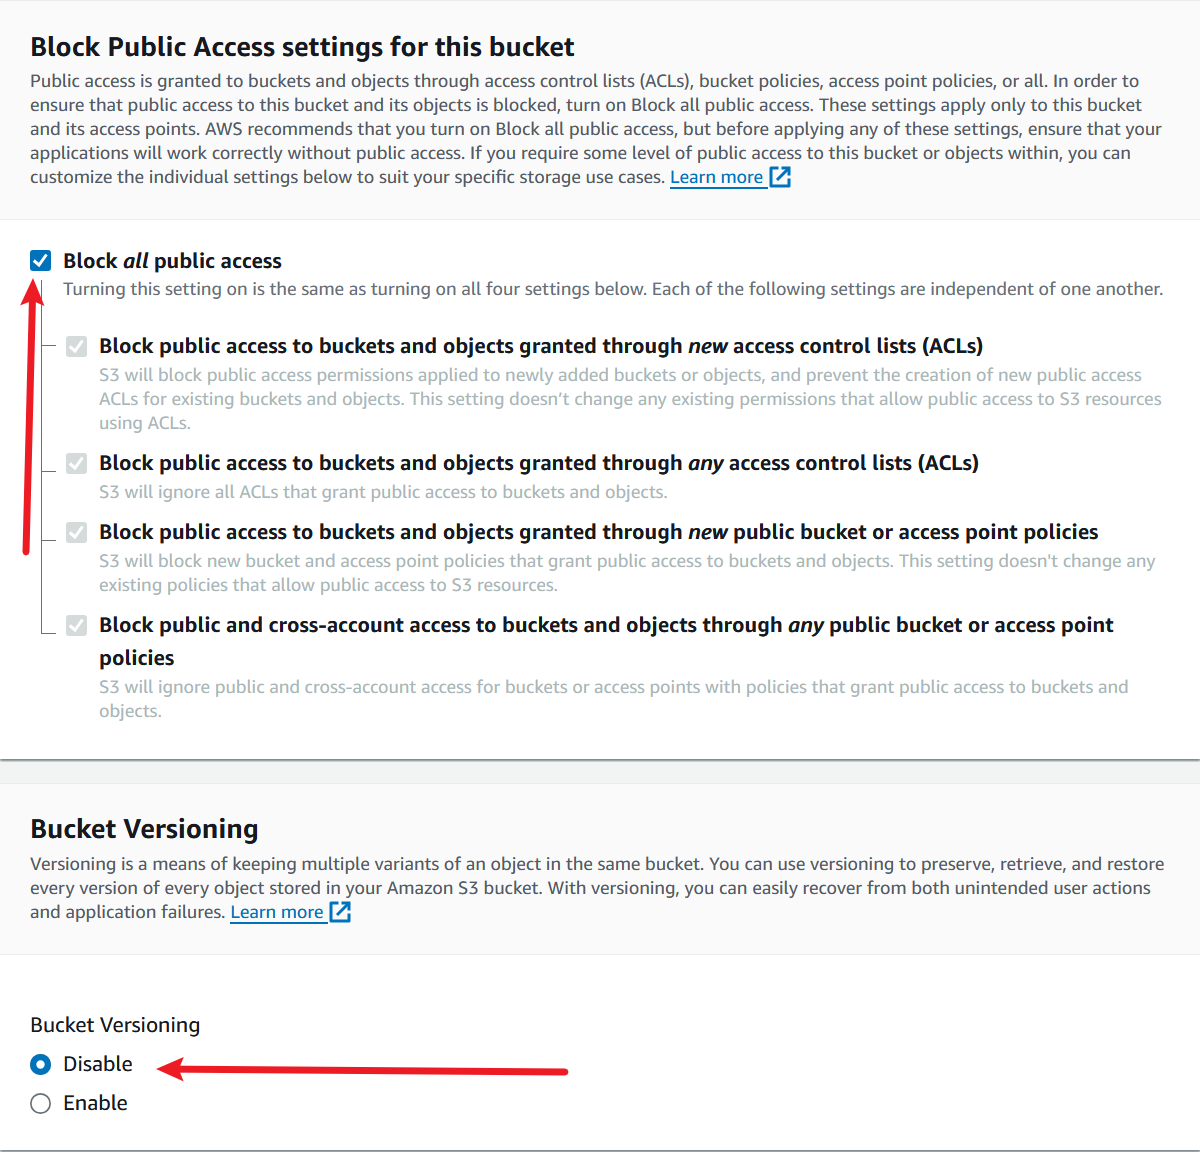 Block Public Access settings for this bucket
Public access is granted to buckets and objects through access control lists (ACLs), bucket policies, access point policies, or all. In order to
ensure that public access to this bucket and its objects is blocked, turn on Block all public access. These settings apply only to this bucket
and its access points. AWS recommends that you turn on Block all public access, but before applying any of these settings, ensure that your
applications will work correctly without public access. If you require some level of public access to this bucket or objects within, you can
customize the individual settings below to suit your specific storage use cases. Learn more
Block all public access
Turning this setting on is the same as turning on all four settings below. Each of the following settings are independent of one another.
Block public access to buckets and objects granted through new access control lists (ACLs)
S3 will block public access permissions applied to newly added buckets or objects, and prevent the creation of new public access
ACLs for existing buckets and objects. This setting doesn’t change any existing permissions that allow public access to S3 resources
using ACLs.
Block public access to buckets and objects granted through any access control lists (ACLs)
S3 will ignore all ACLs that grant public access to buckets and objects.
Block public access to buckets and objects granted through new public bucket or access point policies
S3 will block new bucket and access point policies that grant public access to buckets and objects. This setting doesn't change any
existing policies that allow public access to S3 resources.
Block public and cross-account access to buckets and objects through any public bucket or access point
policies
S3 will ignore public and cross-account access for buckets or access points with policies that grant public access to buckets and
objects.
Bucket Versioning
Versioning is a means of keeping multiple variants of an object in the same bucket. You can use versioning to preserve, retrieve, and restore
every version of every object stored in your Amazon S3 bucket. With versioning, you can easily recover from both unintended user actions
and application failures. Learn more
Bucket Versioning
Disable
Enable